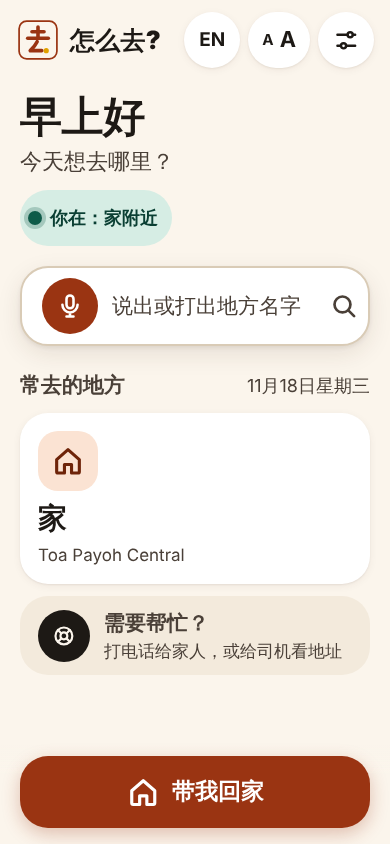 去
怎么去?
EN
A A
早上好
今天想去哪里？
你在：家附近
说出或打出地方名字
常去的地方
11月18日星期三
家
Toa Payoh Central
需要帮忙？
打电话给家人，或给司机看地址
带我回家